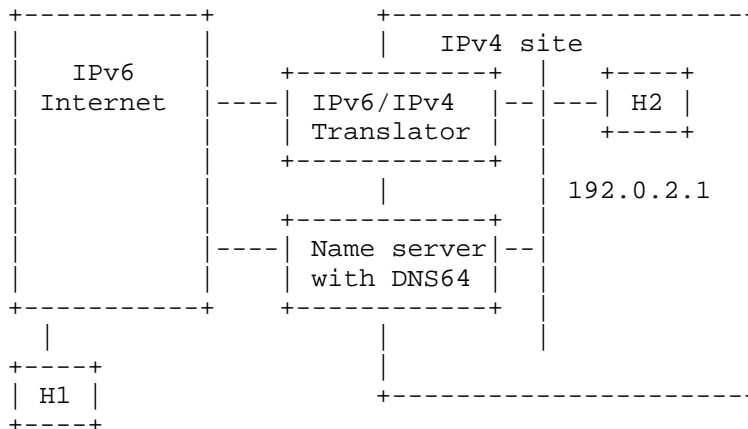 IPv4 site
IPv6
Internet
IPv6/IPv4
Translator
H2
192.0.2.1
Name server
with DNS64
H1